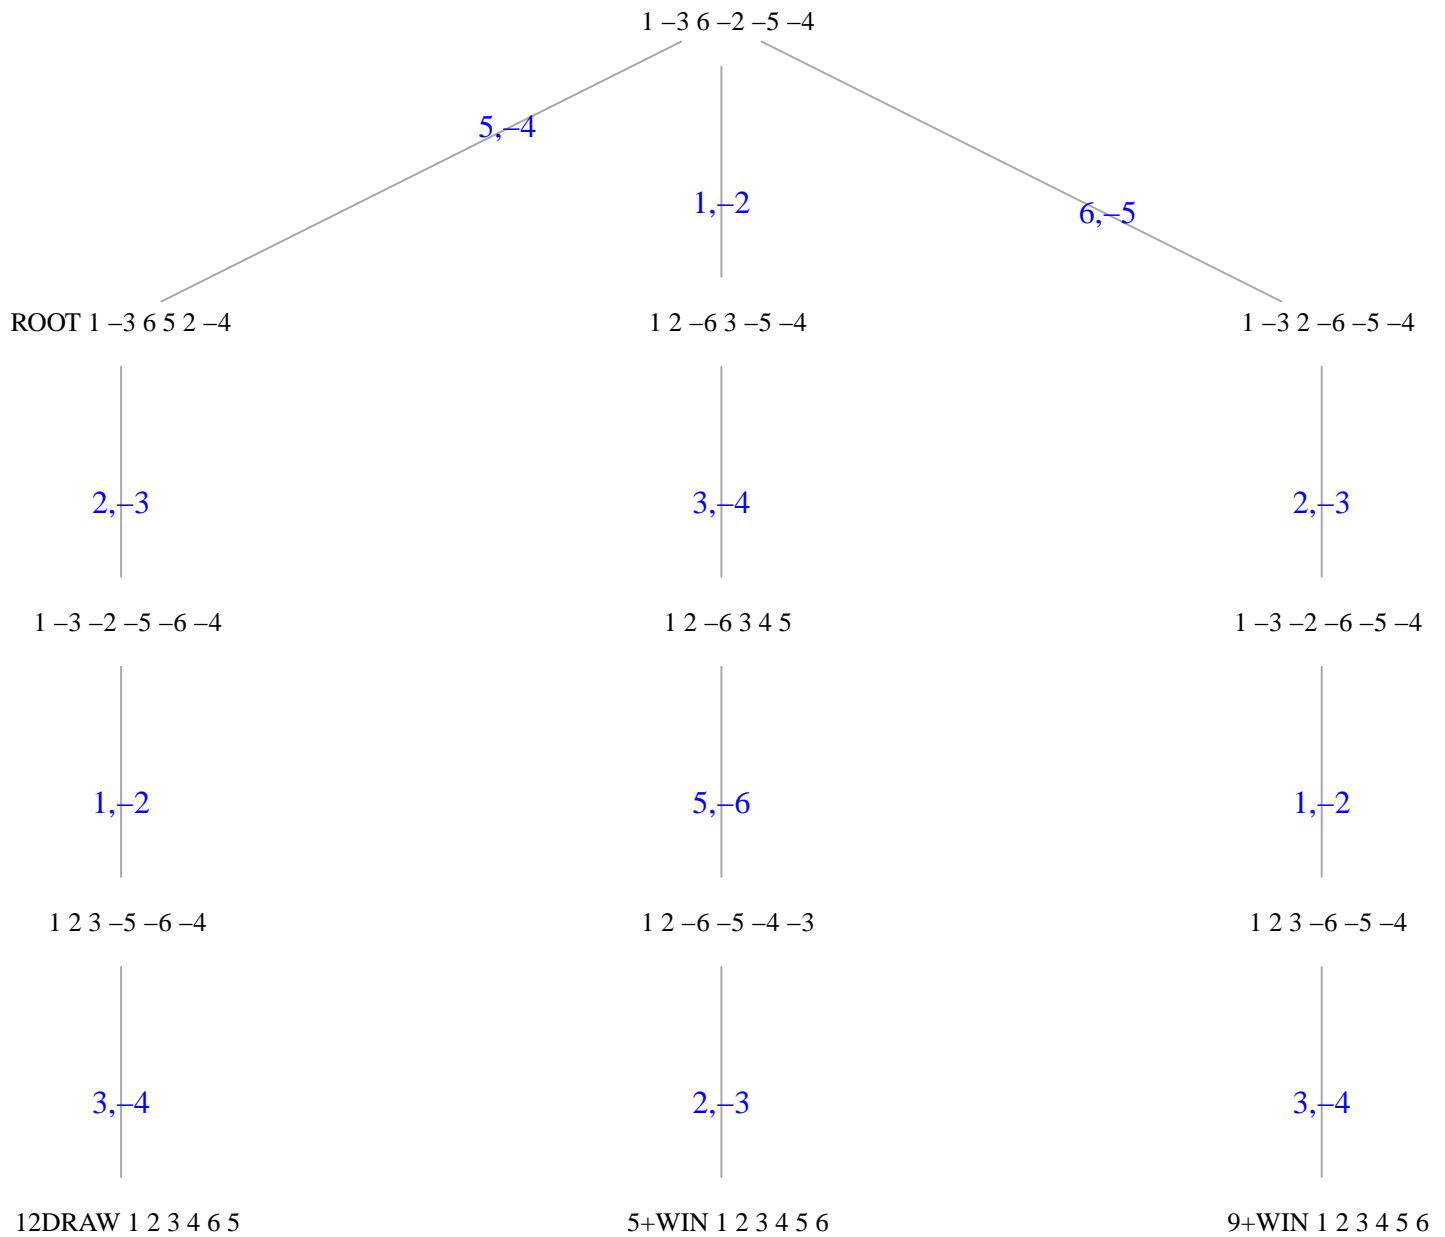 1 –3 6 –2 –5 –4
5,–4
1,–2
6,–5
ROOT 1 –3 6 5 2 –4
1 2 –6 3 –5 –4
1 –3 2 –6 –5 –4
2,–3
3,–4
2,–3
1 –3 –2 –5 –6 –4
1 2 –6 3 4 5
1 –3 –2 –6 –5 –4
1,–2
5,–6
1,–2
1 2 3 –5 –6 –4
1 2 –6 –5 –4 –3
1 2 3 –6 –5 –4
3,–4
2,–3
3,–4
12DRAW 1 2 3 4 6 5
5+WIN 1 2 3 4 5 6
9+WIN 1 2 3 4 5 6